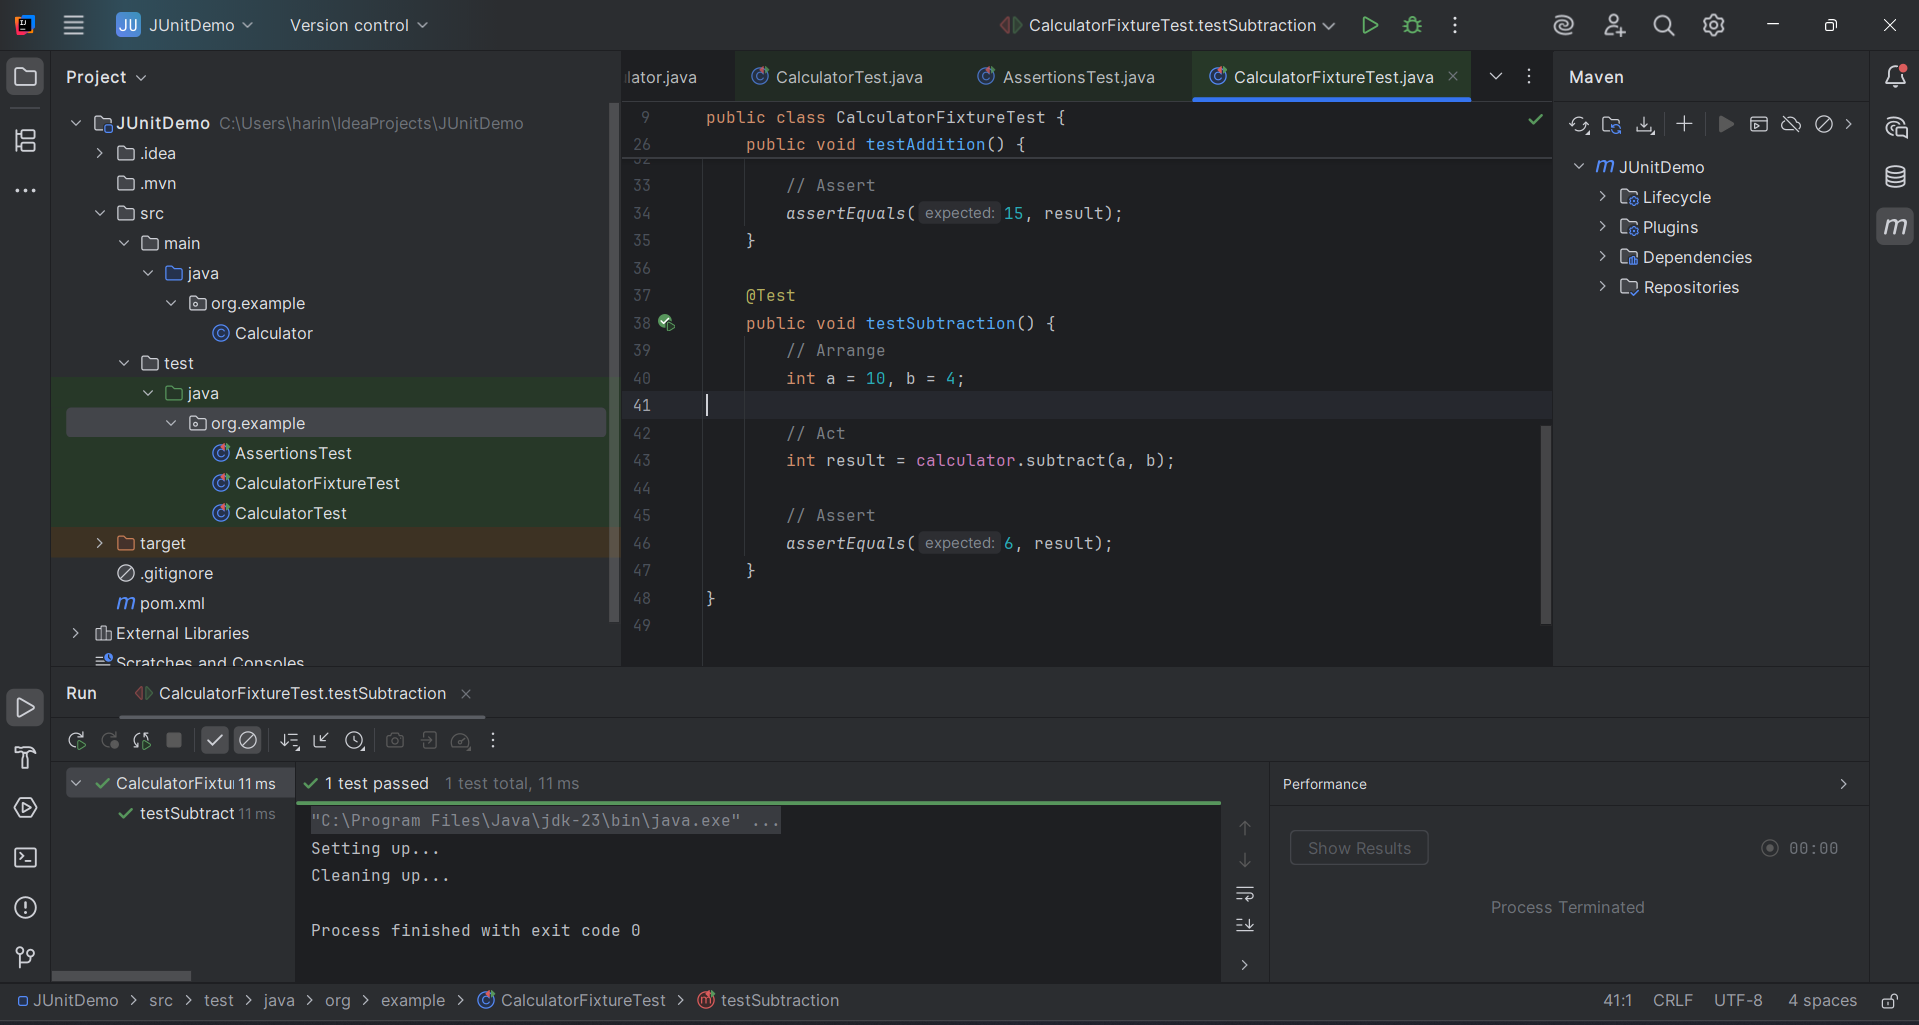 JU JUnitDemo Version control CalculatorFixtureTest.testSubtraction
Project
JUnitDemo C:\Users\harin\IdeaProjects\JUnitDemo
.idea
.mvn
src
main
java
org.example
Calculator
test
java
org.example
AssertionsTest
CalculatorFixtureTest
CalculatorTest
target
.gitignore
m pom.xml
External Libraries
Scratches and Consoles
lator.java CalculatorTest.java AssertionsTest.java CalculatorFixtureTest.java
9 public class CalculatorFixtureTest {
26 public void testAddition() {
32
33 // Assert
34 assertEquals( expected: 15, result);
35 }
36
37 @Test
38 public void testSubtraction() {
39 // Arrange
40 int a = 10, b = 4;
41
42 // Act
43 int result = calculator.subtract(a, b);
44
45 // Assert
46 assertEquals( expected: 6, result);
47 }
48 }
49
Maven
m JUnitDemo
Lifecycle
Plugins
Dependencies
Repositories
m
Run CalculatorFixtureTest.testSubtraction
CalculatorFixtu 11 ms
testSubtract 11 ms
1 test passed 1 test total, 11 ms
"C:\Program Files\Java\jdk-23\bin\java.exe" ...
Setting up...
Cleaning up...
Process finished with exit code 0
Performance
Show Results 00:00
Process Terminated
JUnitDemo > src > test > java > org > example > CalculatorFixtureTest > testSubtraction
41:1 CRLF UTF-8 4 spaces